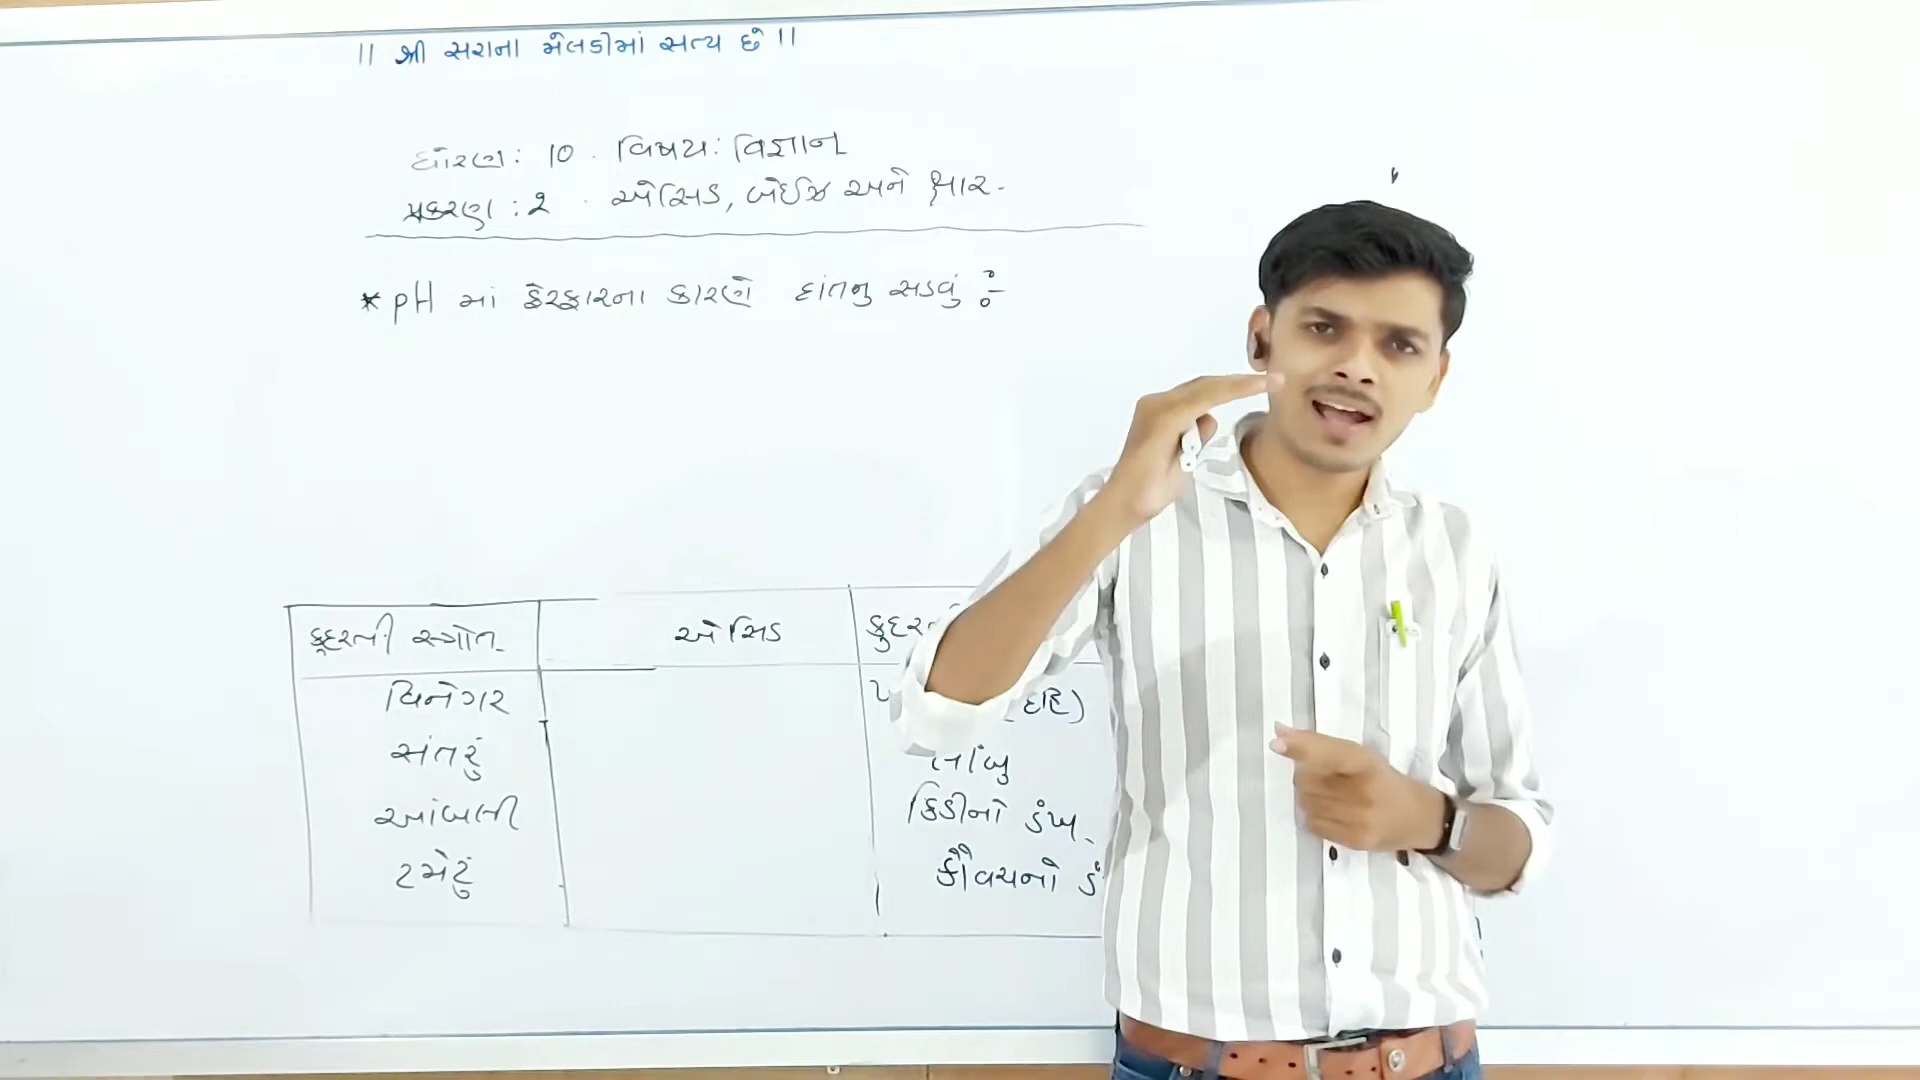 || શ્રી સરાના મેલડીમાં સત્ય છે ||
ધોરણ : 10 . વિષય : વિજ્ઞાન
પ્રકરણ : 2 . એસિડ, બેઈઝ અને ક્ષાર.
* pH માં ફેરફારના કારણે દાંતનુ સડવું :
કુદરતી સ્ત્રોત એસિડ
વિનેગર દહિ)
સંતરું લીંબુ
આંબલી કિડીનો ડંખ
ટમેટું કૌવચનો